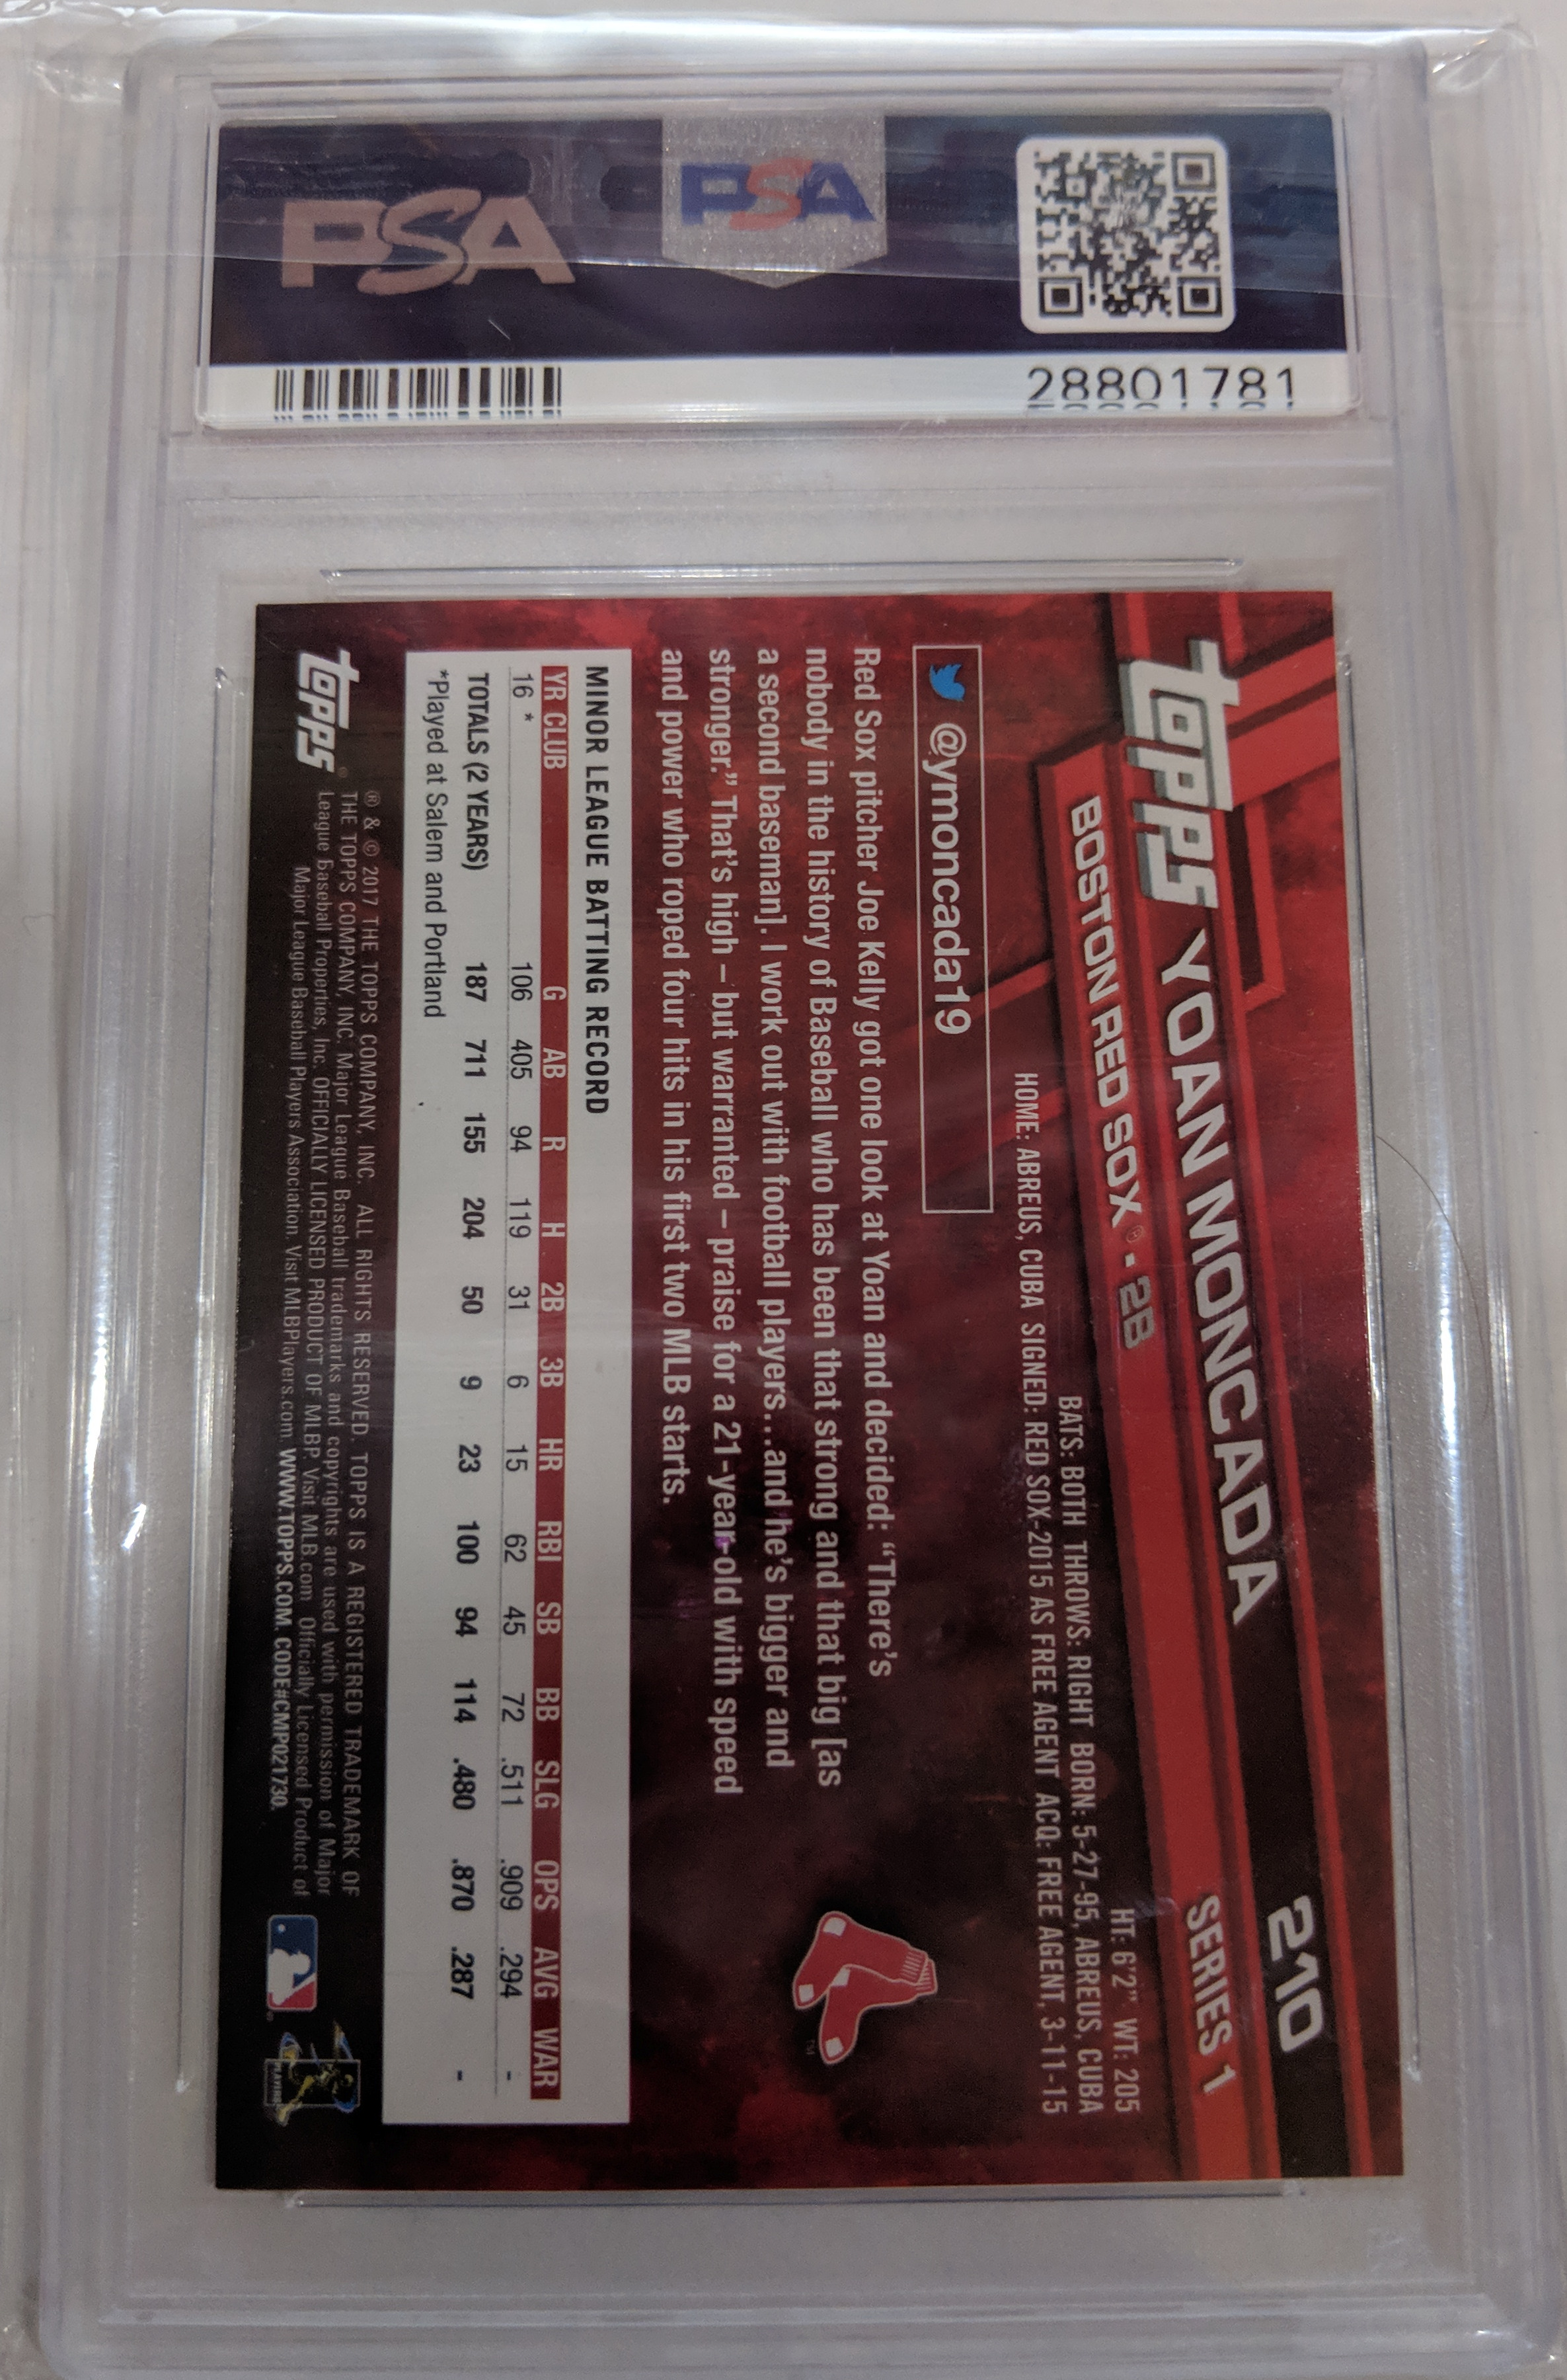 PSA
PSA
28801781
topps YOAN MONCADA 210
BOSTON RED SOX® • 2B SERIES 1
HT: 6'2" WT: 205
BATS: BOTH THROWS: RIGHT BORN: 5-27-95, ABREUS, CUBA
HOME: ABREUS, CUBA SIGNED: RED SOX-2015 AS FREE AGENT ACQ: FREE AGENT, 3-11-15
@ymoncada19
Red Sox pitcher Joe Kelly got one look at Yoan and decided: “There's
nobody in the history of Baseball who has been that strong and that big [as
a second baseman]. I work out with football players...and he's bigger and
stronger.” That's high – but warranted – praise for a 21-year-old with speed
and power who roped four hits in his first two MLB starts.
TM
MINOR LEAGUE BATTING RECORD
YR CLUB G AB R H 2B 3B HR RBI SB BB SLG OPS AVG WAR
16 * 106 405 94 119 31 6 15 62 45 72 .511 .909 .294 -
TOTALS (2 YEARS) 187 711 155 204 50 9 23 100 94 114 .480 .870 .287 -
*Played at Salem and Portland
topps®
® & © 2017 THE TOPPS COMPANY, INC. ALL RIGHTS RESERVED. TOPPS IS A REGISTERED TRADEMARK OF
THE TOPPS COMPANY, INC. Major League Baseball trademarks and copyrights are used with permission of Major
League Baseball Properties, Inc. OFFICIALLY LICENSED PRODUCT OF MLBP. Visit MLB.com Officially Licensed Product of
Major League Baseball Players Association. Visit MLBPlayers.com. WWW.TOPPS.COM. CODE#CMP021730.